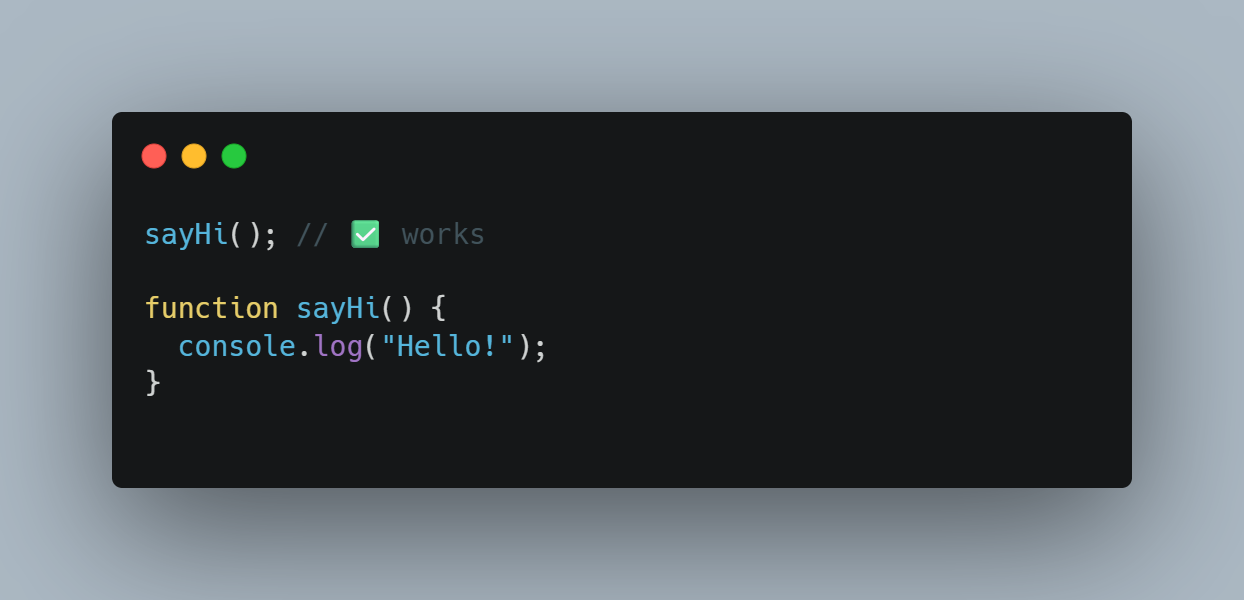 sayHi(); // ✅ works
function sayHi() {
  console.log("Hello!");
}